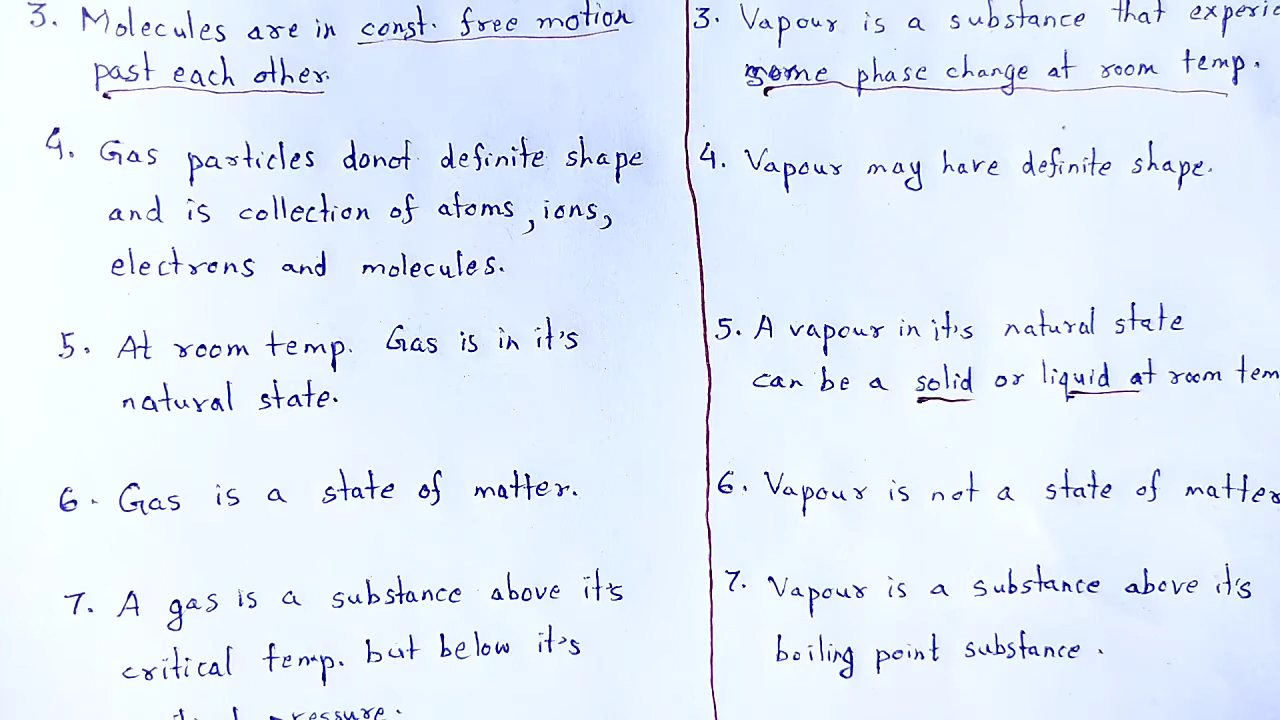 3. Molecules are in const. free motion
past each other.
4. Gas particles donot definite shape
and is collection of atoms, ions,
electrons and molecules.
5. At room temp. Gas is in it's
natural state.
6. Gas is a state of matter.
7. A gas is a substance above it's
critical temp. but below it's
pressure.
3. Vapour is a substance that
some phase change at room temp.
4. Vapour may have definite shape.
5. A vapour in it's natural state
can be a solid or liquid at room tem
6. Vapour is not a state of matter
7. Vapour is a substance above it's
boiling point substance.